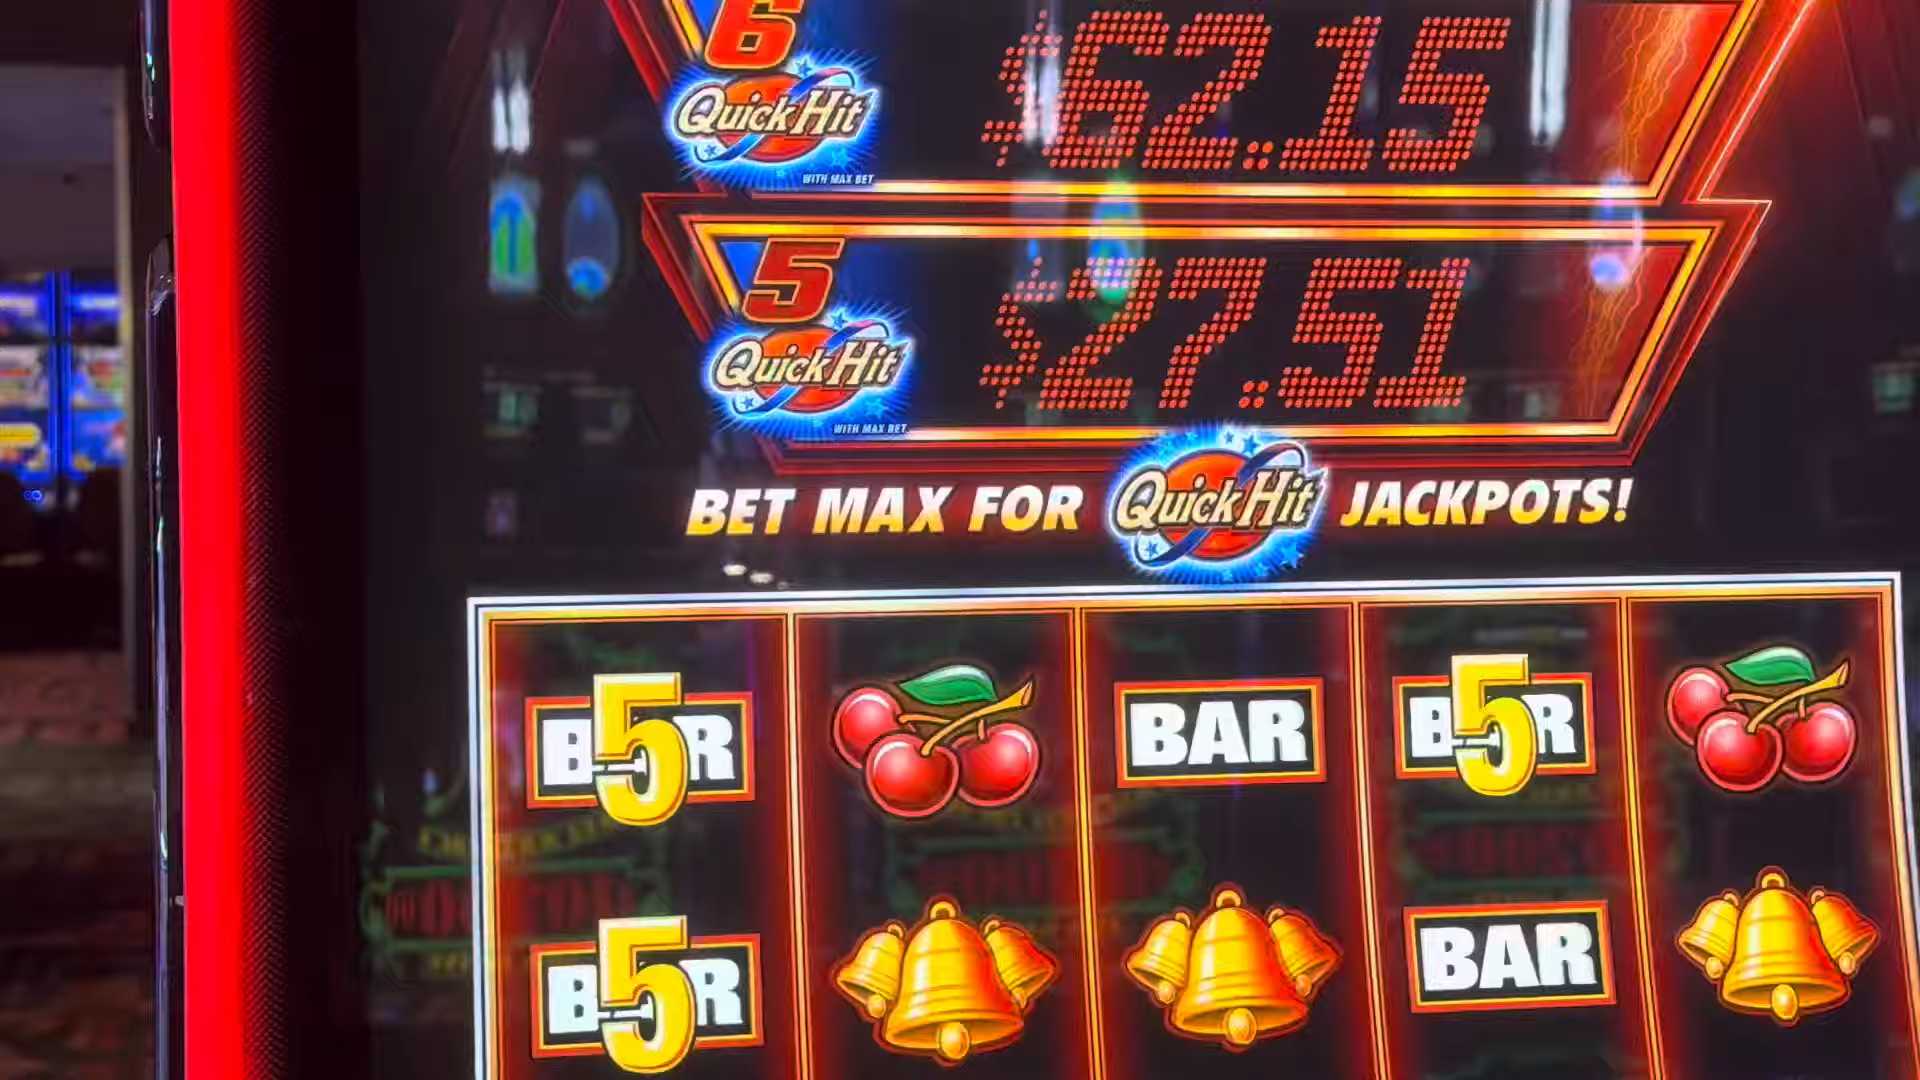 6
Quick Hit
WITH MAX BET
$62.15
5
Quick Hit
WITH MAX BET
$27.51
BET MAX FOR Quick Hit JACKPOTS!
B5R
BAR
B5R
B5R
BAR